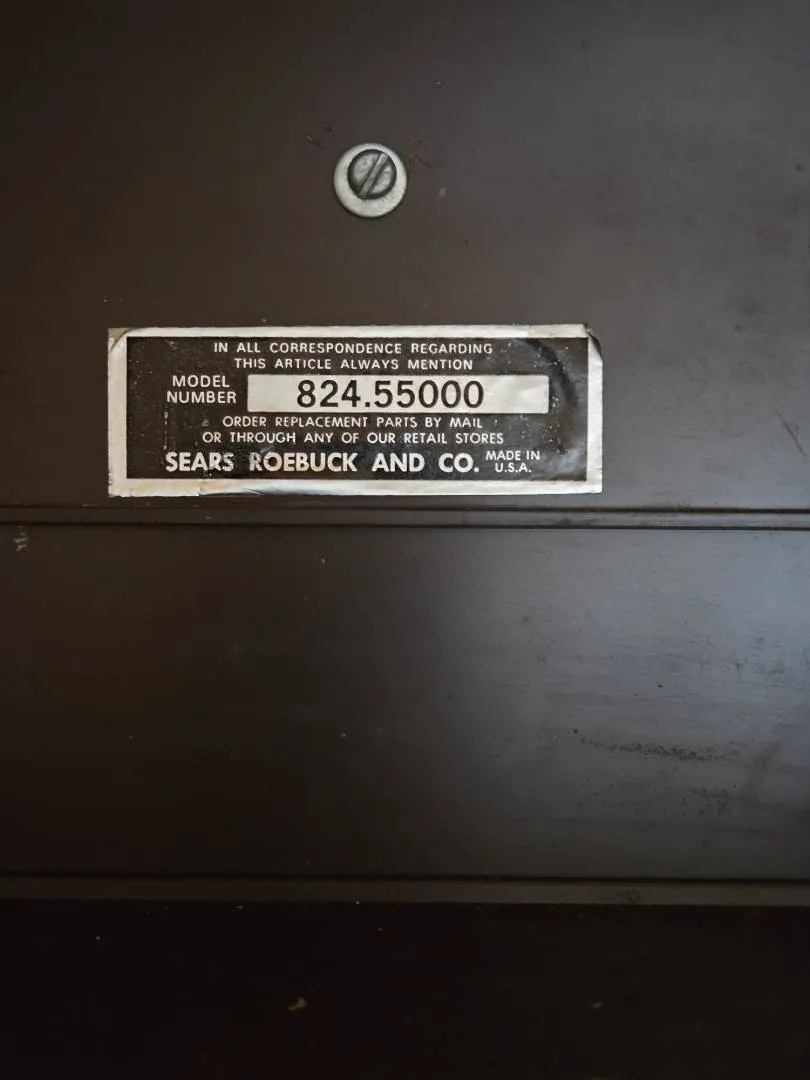 IN ALL CORRESPONDENCE REGARDING
THIS ARTICLE ALWAYS MENTION
MODEL NUMBER 824.55000
ORDER REPLACEMENT PARTS BY MAIL
OR THROUGH ANY OF OUR RETAIL STORES
SEARS ROEBUCK AND CO. MADE IN U.S.A.